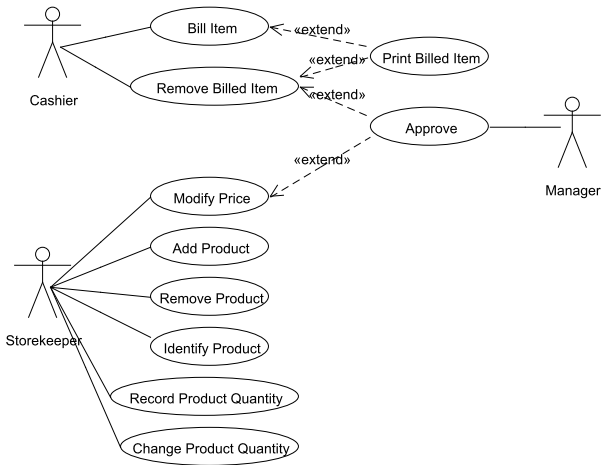 Bill Item
«extend»
Print Billed Item
«extend»
Remove Billed Item
«extend»
Cashier
Approve
«extend»
Manager
Modify Price
Add Product
Remove Product
Storekeeper
Identify Product
Record Product Quantity
Change Product Quantity